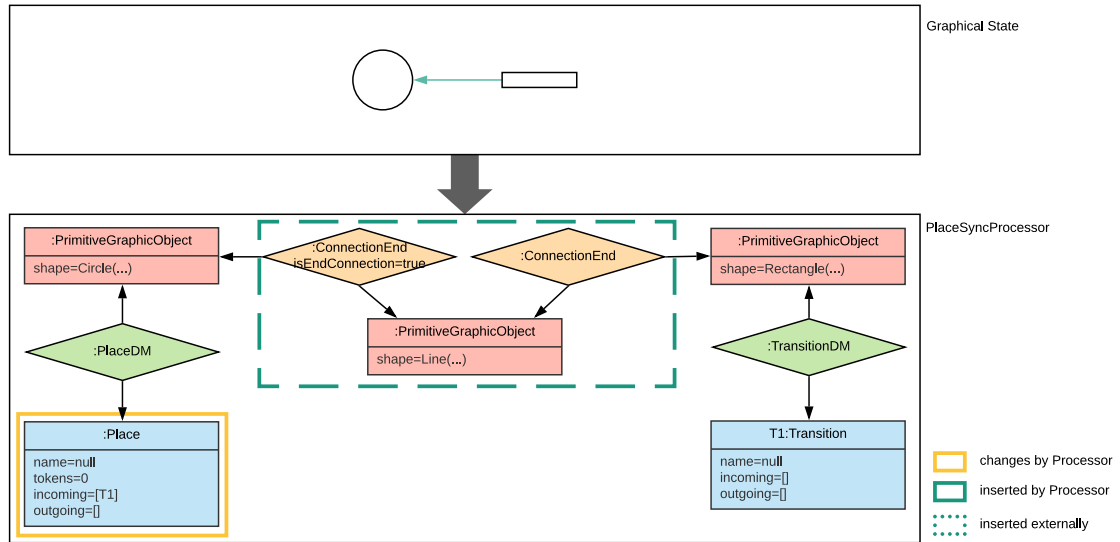 Graphical State
PlaceSyncProcessor
:PrimitiveGraphicObject
shape=Circle(...)
:ConnectionEnd
isEndConnection=true
:ConnectionEnd
:PrimitiveGraphicObject
shape=Rectangle(...)
:PrimitiveGraphicObject
shape=Line(...)
:PlaceDM
:TransitionDM
:Place
name=null
tokens=0
incoming=[T1]
outgoing=[]
T1:Transition
name=null
incoming=[]
outgoing=[]
changes by Processor
inserted by Processor
inserted externally